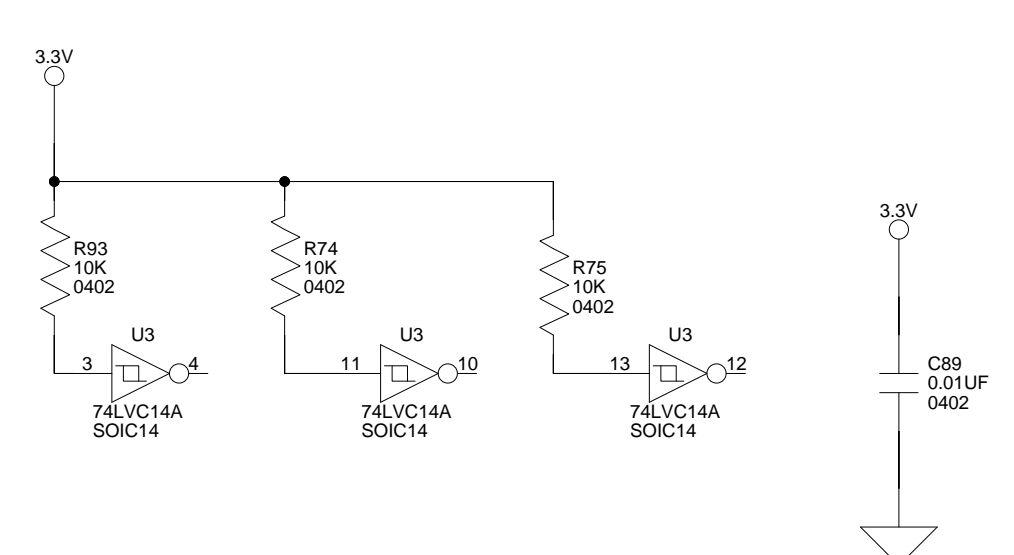 3.3V
R93
10K
0402
R74
10K
0402
R75
10K
0402
U3
3
4
74LVC14A
SOIC14
U3
11
10
74LVC14A
SOIC14
U3
13
12
74LVC14A
SOIC14
3.3V
C89
0.01UF
0402